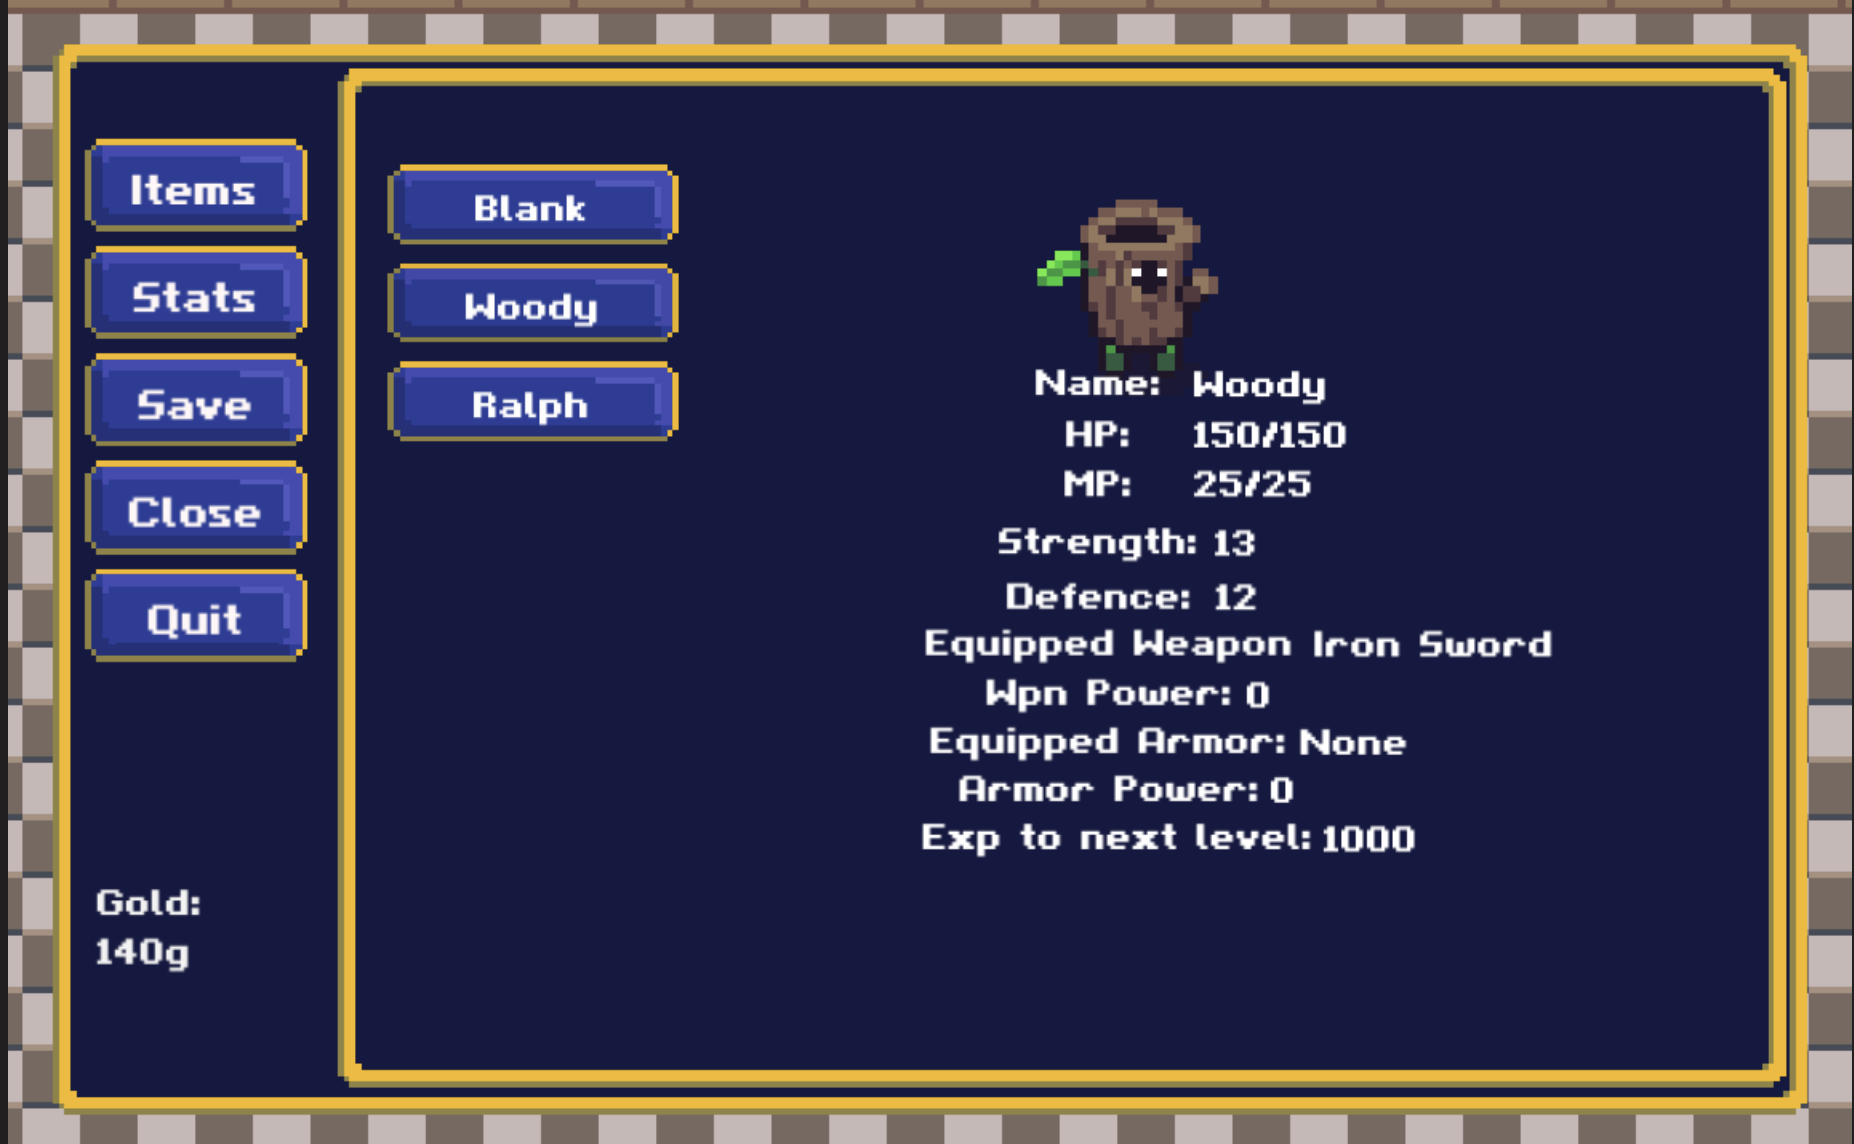 Items
Stats
Save
Close
Quit
Gold:
140g
Blank
Woody
Ralph
Name: Woody
HP: 150/150
MP: 25/25
Strength: 13
Defence: 12
Equipped Weapon Iron Sword
Wpn Power: 0
Equipped Armor: None
Armor Power: 0
Exp to next level: 1000